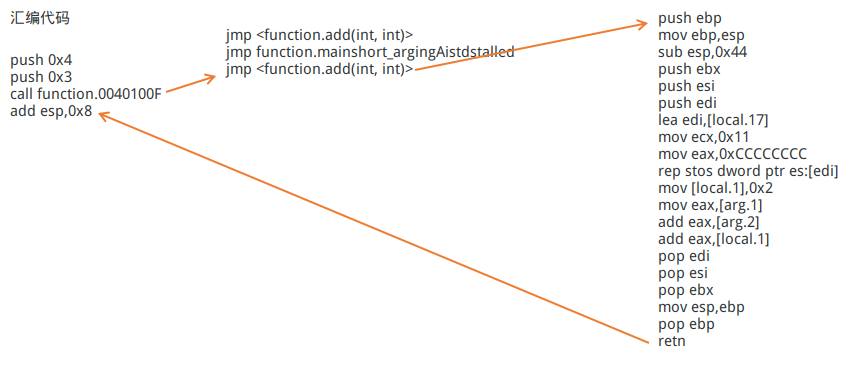 汇编代码
push 0x4
push 0x3
call function.0040100F
add esp,0x8
jmp <function.add(int, int)>
jmp function.mainshort_argingAistdstalled
jmp <function.add(int, int)>
push ebp
mov ebp,esp
sub esp,0x44
push ebx
push esi
push edi
lea edi,[local.17]
mov ecx,0x11
mov eax,0xCCCCCCCC
rep stos dword ptr es:[edi]
mov [local.1],0x2
mov eax,[arg.1]
add eax,[arg.2]
add eax,[local.1]
pop edi
pop esi
pop ebx
mov esp,ebp
pop ebp
retn